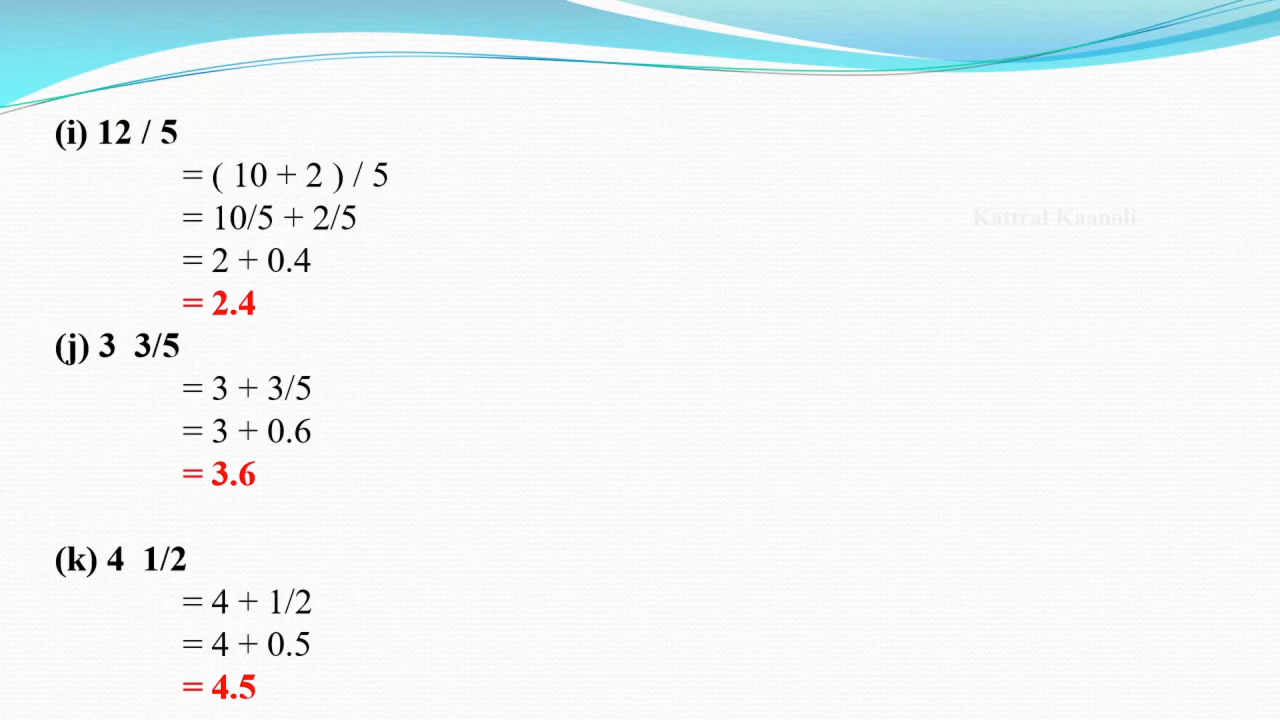 (i) 12 / 5
= ( 10 + 2 ) / 5
= 10/5 + 2/5
Kattral Kaanoli
= 2 + 0.4
= 2.4
(j) 3 3/5
= 3 + 3/5
= 3 + 0.6
= 3.6
(k) 4 1/2
= 4 + 1/2
= 4 + 0.5
= 4.5